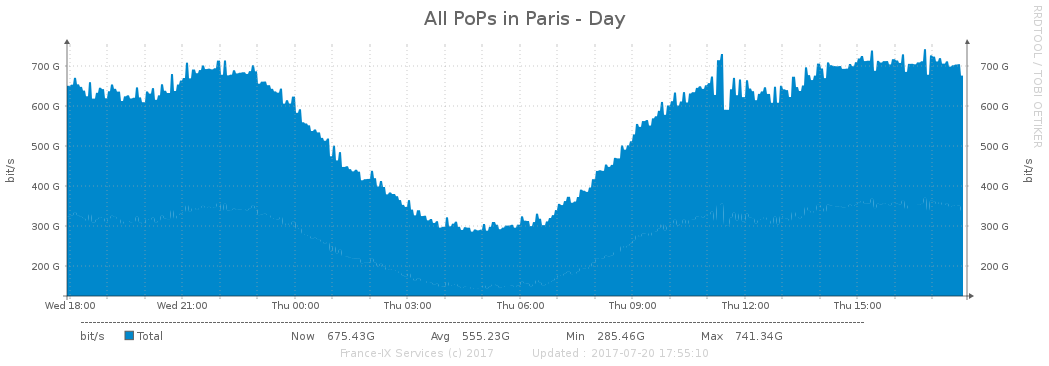 All PoPs in Paris - Day
RRDTOOL / TOBI OETIKER
700 G 700 G
600 G 600 G
500 G 500 G
400 G 400 G
300 G 300 G
200 G 200 G
bit/s bit/s
Wed 18:00 Wed 21:00 Thu 00:00 Thu 03:00 Thu 06:00 Thu 09:00 Thu 12:00 Thu 15:00
bit/s Total Now 675.43G Avg 555.23G Min 285.46G Max 741.34G
France-IX Services (c) 2017 Updated : 2017-07-20 17:55:10